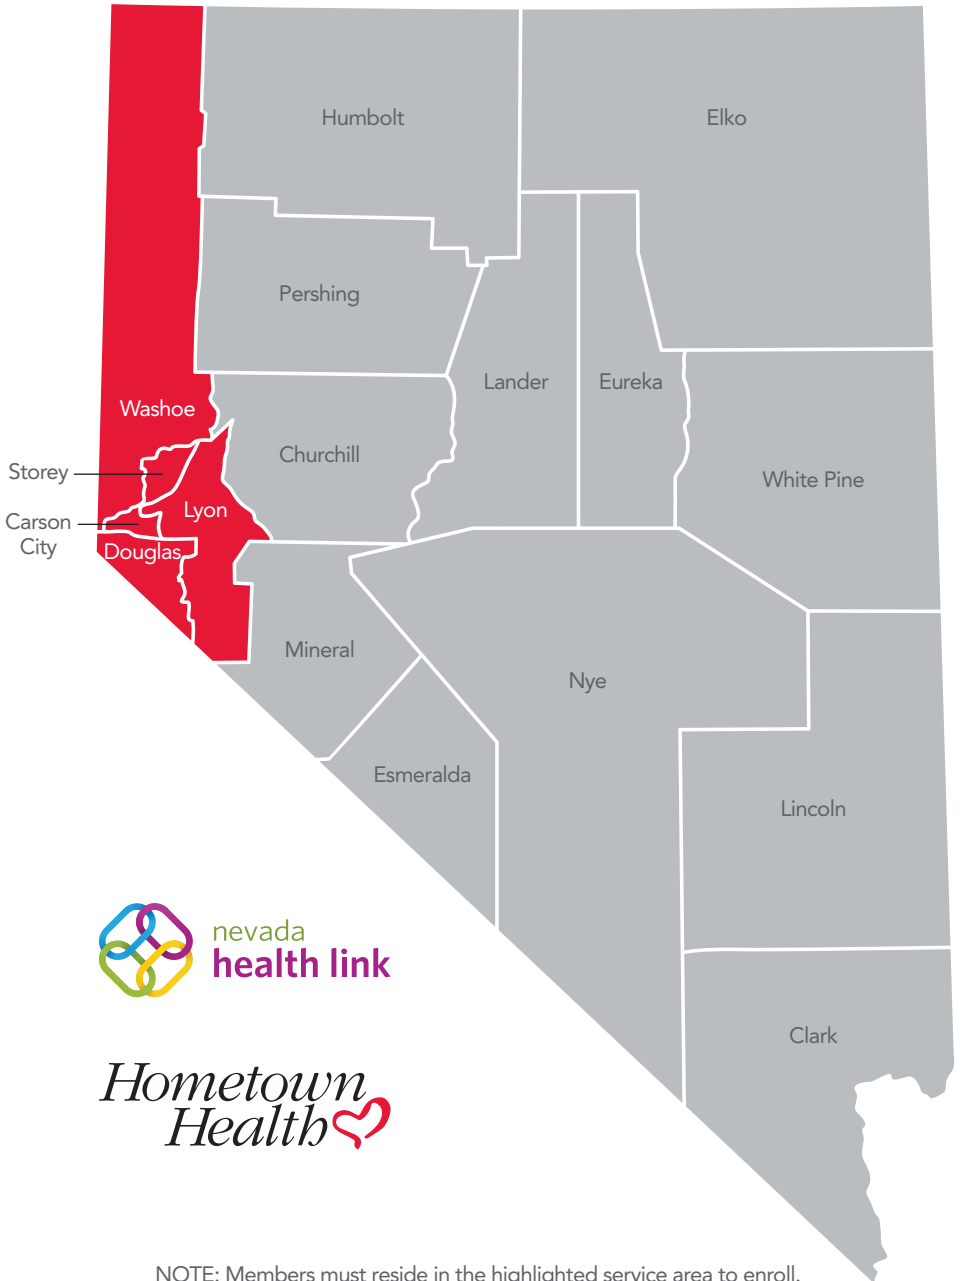 Humbolt
Elko
Pershing
Lander
Eureka
Washoe
Churchill
Storey
White Pine
Lyon
Carson
City
Douglas
Mineral
Nye
Esmeralda
Lincoln
nevada
health link
Clark
Hometown
Health
NOTE: Members must reside in the highlighted service area to enroll.